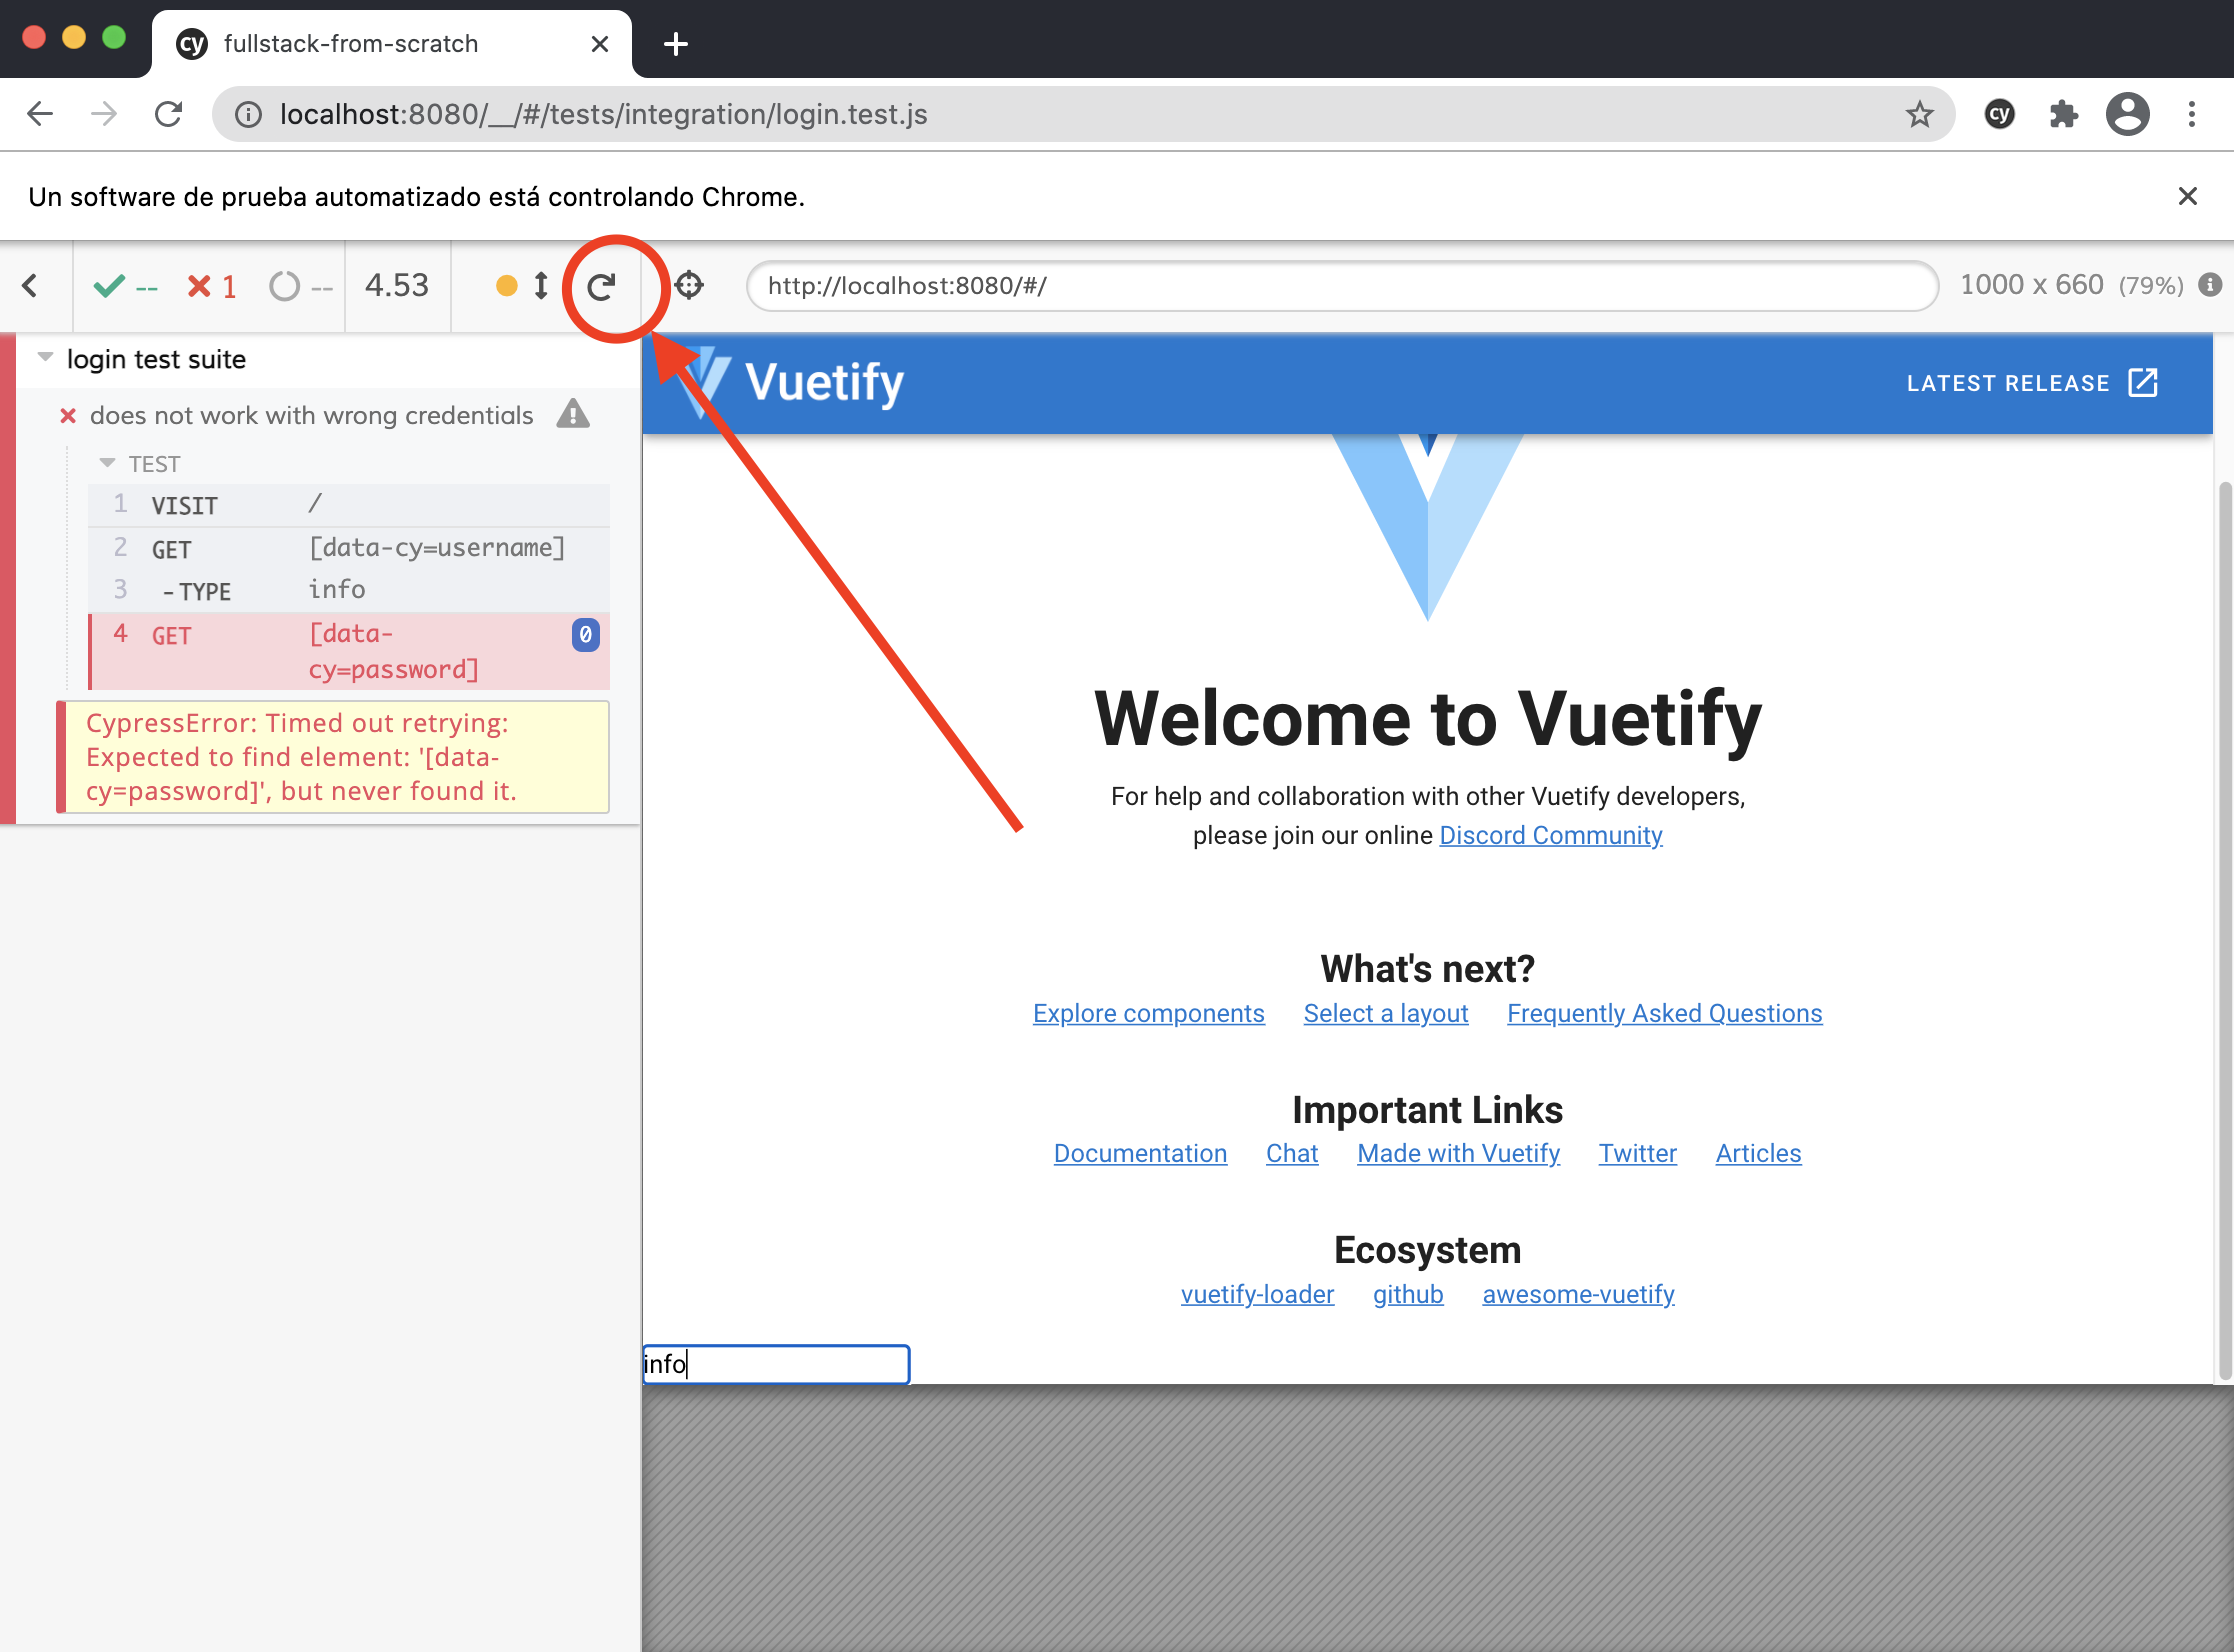 cy fullstack-from-scratch
localhost:8080/__/#/tests/integration/login.test.js
cy
Un software de prueba automatizado está controlando Chrome.
-- 1 -- 4.53
http://localhost:8080/#/
1000 x 660 (79%)
login test suite
does not work with wrong credentials
TEST
1 VISIT /
2 GET [data-cy=username]
3 -TYPE info
4 GET [data-
cy=password]
0
CypressError: Timed out retrying:
Expected to find element: '[data-
cy=password]', but never found it.
Vuetify
LATEST RELEASE
Welcome to Vuetify
For help and collaboration with other Vuetify developers,
please join our online Discord Community
What's next?
Explore components Select a layout Frequently Asked Questions
Important Links
Documentation Chat Made with Vuetify Twitter Articles
Ecosystem
vuetify-loader github awesome-vuetify
info